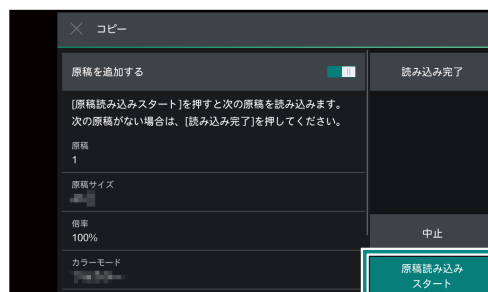 コピー
原稿を追加する
読み込み完了
[原稿読み込みスタート]を押すと次の原稿を読み込みます。
次の原稿がない場合は、[読み込み完了]を押してください。
原稿
1
原稿サイズ
倍率
100%
中止
カラーモード
原稿読み込み
スタート